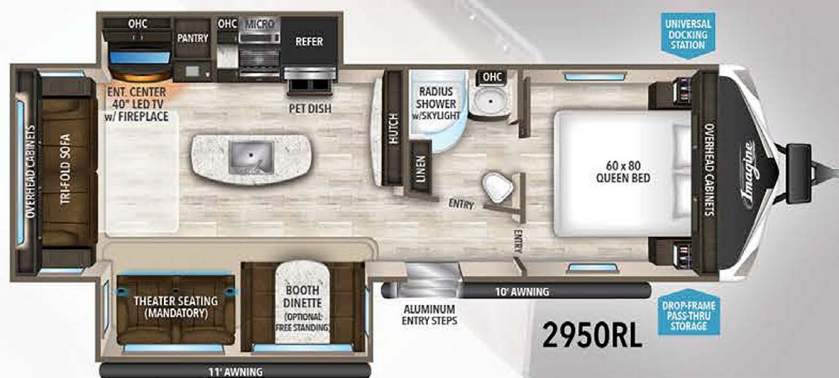 UNIVERSAL
DOCKING
STATION
OHC
PANTRY
OHC
MICRO
REFER
ENT. CENTER
40" LED TV
w/ FIREPLACE
PET DISH
HUTCH
RADIUS
SHOWER
w/SKYLIGHT
OHC
LINEN
OVERHEAD CABINETS
TRI-FOLD SOFA
60 x 80
QUEEN BED
OVERHEAD CABINETS
Imagine
ENTRY
ENTRY
THEATER SEATING
(MANDATORY)
BOOTH
DINETTE
(OPTIONAL
FREE STANDING)
ALUMINUM
ENTRY STEPS
10' AWNING
11' AWNING
DROP-FRAME
PASS-THRU
STORAGE
2950RL